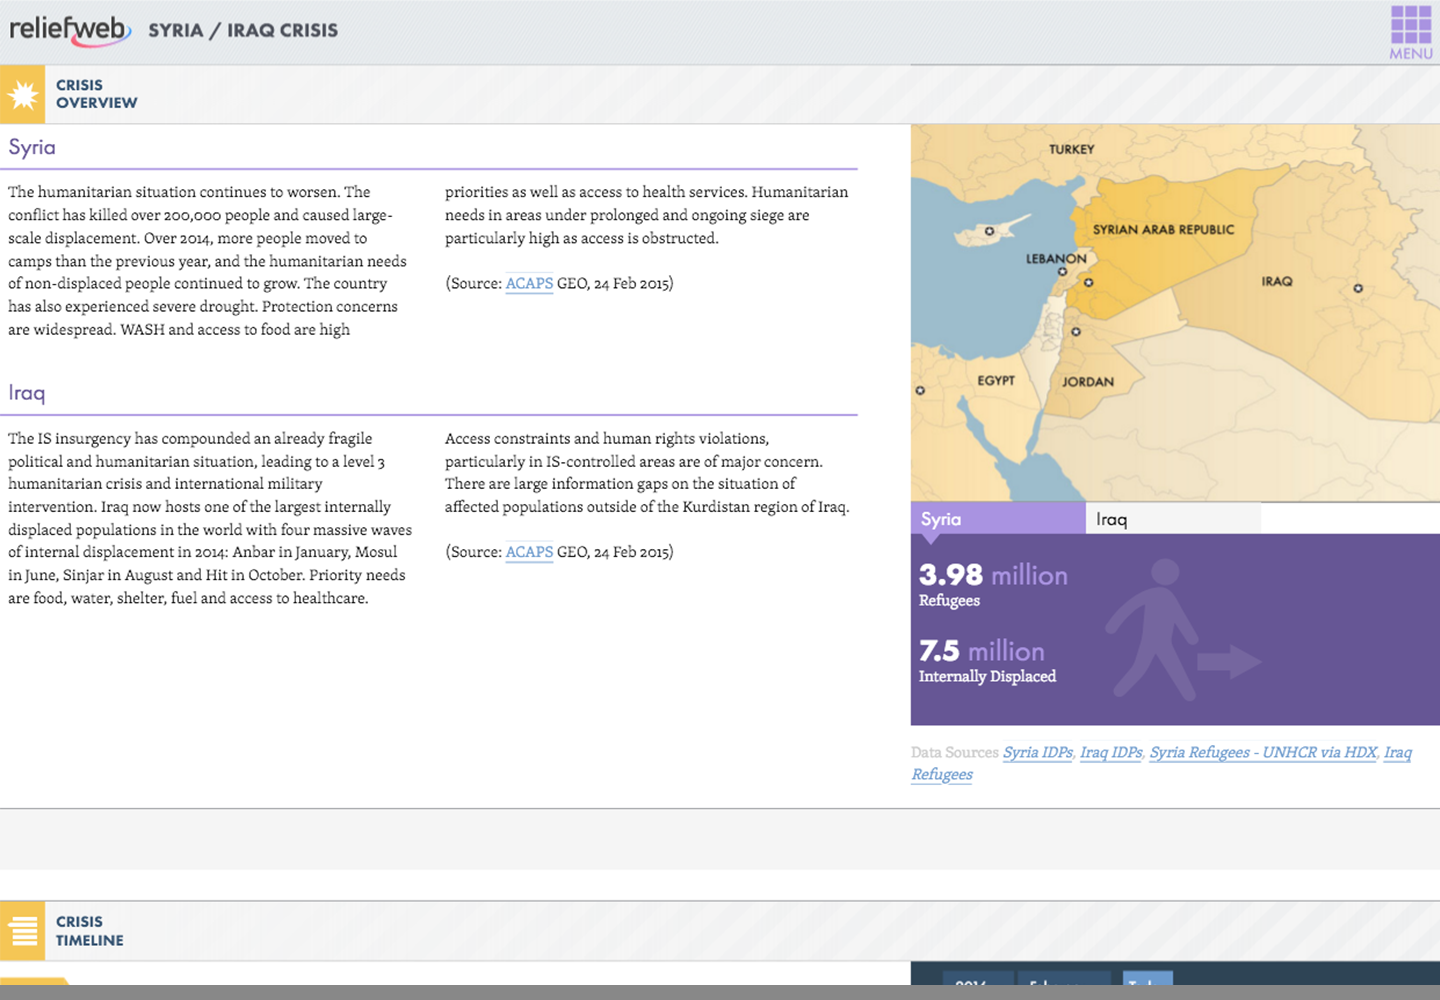 reliefweb SYRIA / IRAQ CRISIS
MENU
CRISIS
OVERVIEW
Syria
The humanitarian situation continues to worsen. The
conflict has killed over 200,000 people and caused large-
scale displacement. Over 2014, more people moved to
camps than the previous year, and the humanitarian needs
of non-displaced people continued to grow. The country
has also experienced severe drought. Protection concerns
are widespread. WASH and access to food are high
priorities as well as access to health services. Humanitarian
needs in areas under prolonged and ongoing siege are
particularly high as access is obstructed.
(Source: ACAPS GEO, 24 Feb 2015)
Iraq
The IS insurgency has compounded an already fragile
political and humanitarian situation, leading to a level 3
humanitarian crisis and international military
intervention. Iraq now hosts one of the largest internally
displaced populations in the world with four massive waves
of internal displacement in 2014: Anbar in January, Mosul
in June, Sinjar in August and Hit in October. Priority needs
are food, water, shelter, fuel and access to healthcare.
Access constraints and human rights violations,
particularly in IS-controlled areas are of major concern.
There are large information gaps on the situation of
affected populations outside of the Kurdistan region of Iraq.
(Source: ACAPS GEO, 24 Feb 2015)
TURKEY
SYRIAN ARAB REPUBLIC
LEBANON
IRAQ
EGYPT
JORDAN
Syria
Iraq
3.98 million
Refugees
7.5 million
Internally Displaced
Data Sources Syria IDPs, Iraq IDPs, Syria Refugees - UNHCR via HDX, Iraq
Refugees
CRISIS
TIMELINE